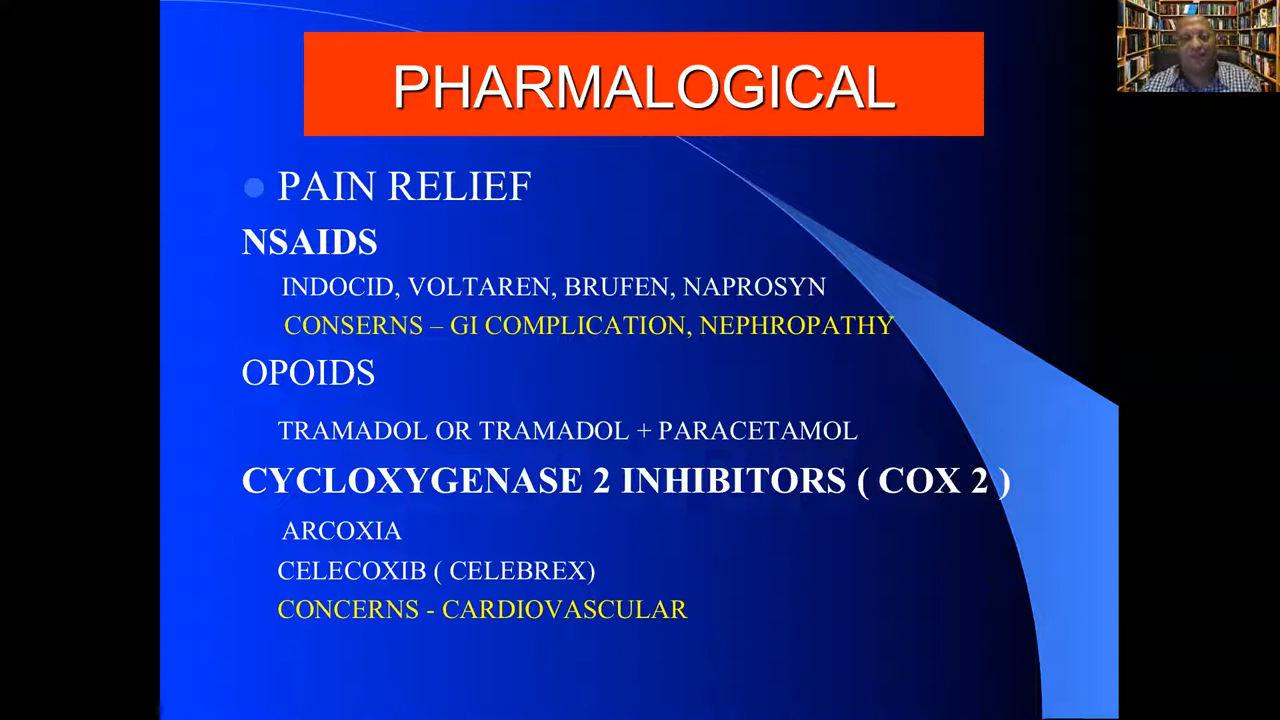 PHARMALOGICAL
PAIN RELIEF
NSAIDS
INDOCID, VOLTAREN, BRUFEN, NAPROSYN
CONSERNS – GI COMPLICATION, NEPHROPATHY
OPOIDS
TRAMADOL OR TRAMADOL + PARACETAMOL
CYCLOXYGENASE 2 INHIBITORS ( COX 2 )
ARCOXIA
CELECOXIB ( CELEBREX)
CONCERNS - CARDIOVASCULAR